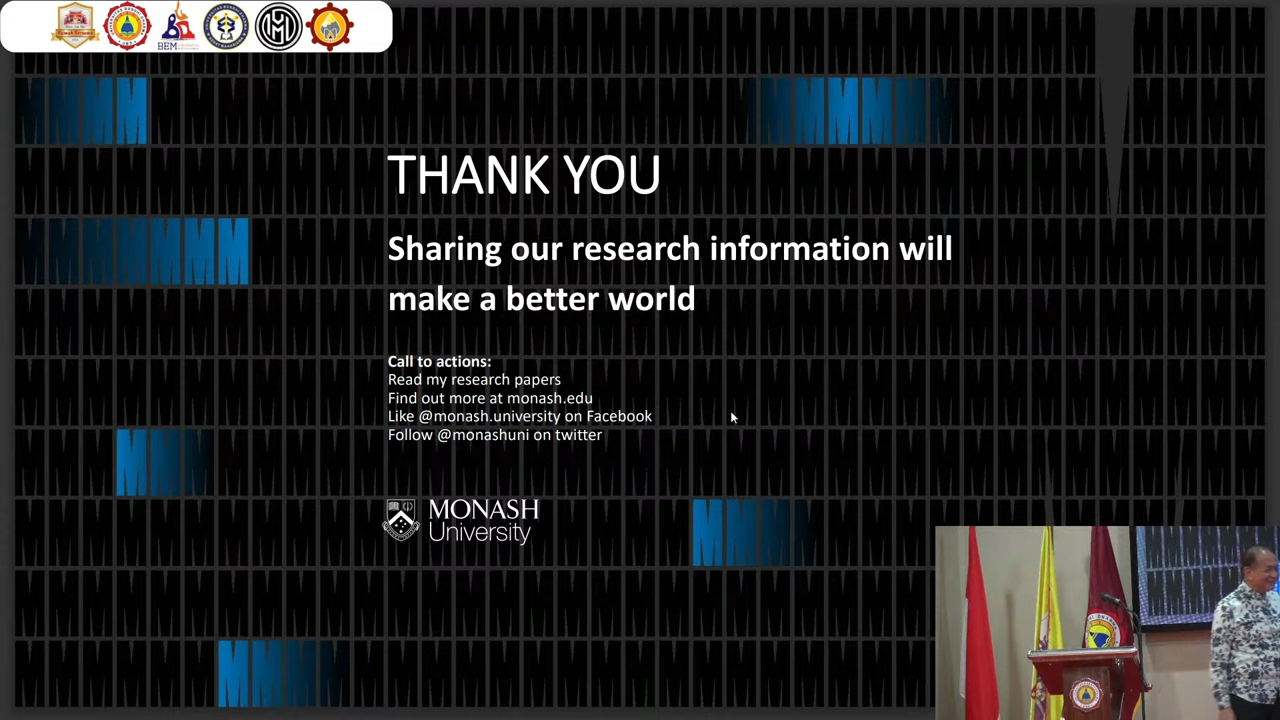 BEM
THANK YOU
Sharing our research information will
make a better world
Call to actions:
Read my research papers
Find out more at monash.edu
Like @monash.university on Facebook
Follow @monashuni on twitter
MONASH
University